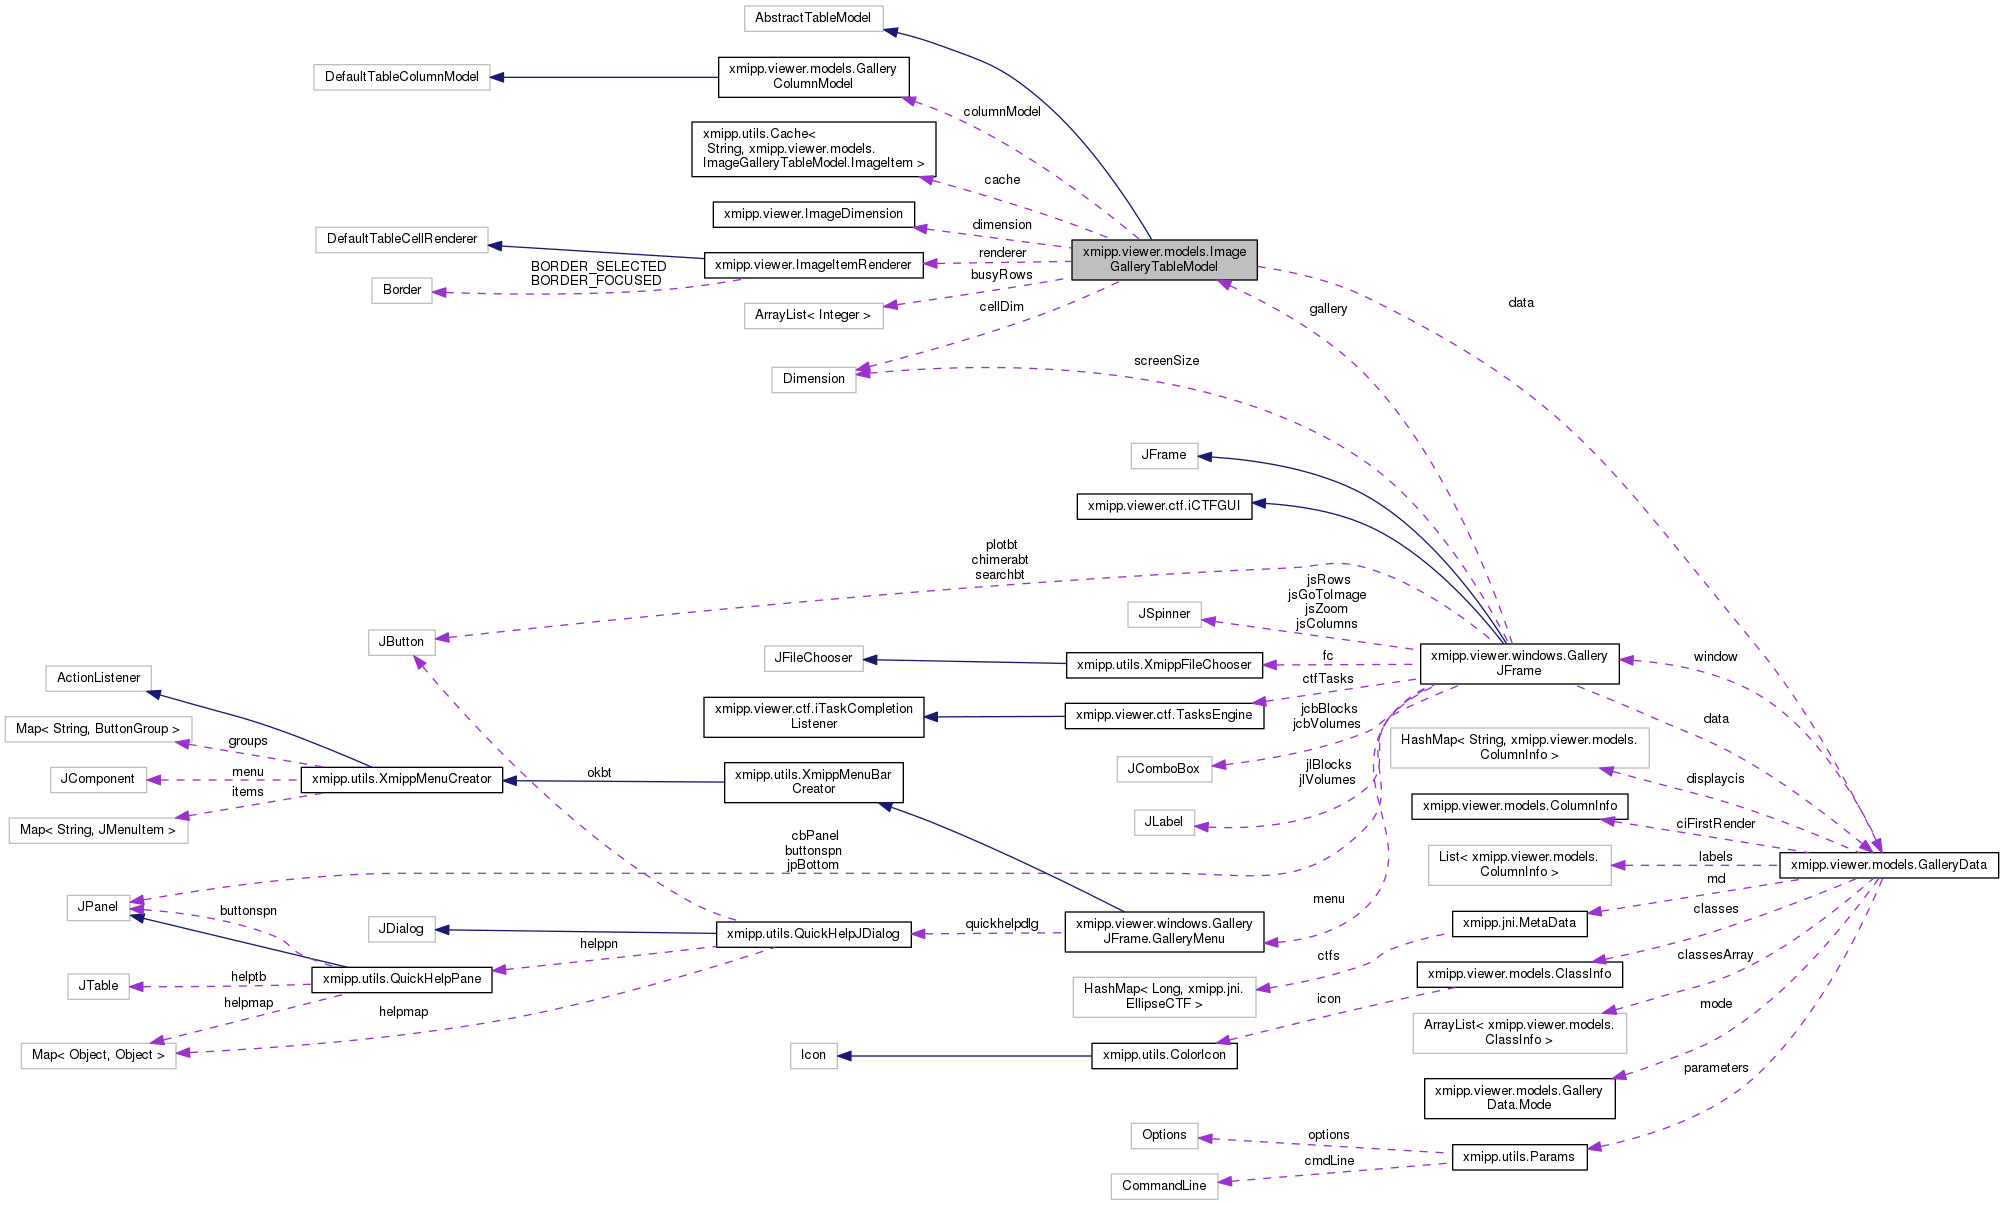 AbstractTableModel
DefaultTableColumnModel
xmipp.viewer.models.Gallery
ColumnModel
columnModel
xmipp.utils.Cache<
String, xmipp.viewer.models.
ImageGalleryTableModel.ImageItem >
cache
xmipp.viewer.ImageDimension
dimension
DefaultTableCellRenderer
xmipp.viewer.ImageItemRenderer
renderer
xmipp.viewer.models.Image
GalleryTableModel
BORDER_SELECTED
BORDER_FOCUSED
Border
busyRows
ArrayList< Integer >
cellDim
gallery
data
screenSize
Dimension
JFrame
xmipp.viewer.ctf.iCTFGUI
plotbt
chimerabt
searchbt
jsRows
jsGoToImage
jsZoom
jsColumns
JSpinner
JButton
JFileChooser
xmipp.utils.XmippFileChooser
fc
xmipp.viewer.windows.Gallery
JFrame
window
ActionListener
ctfTasks
xmipp.viewer.ctf.iTaskCompletion
Listener
xmipp.viewer.ctf.TasksEngine
jcbBlocks
jcbVolumes
data
Map< String, ButtonGroup >
groups
HashMap< String, xmipp.viewer.models.
ColumnInfo >
JComponent
menu
items
xmipp.utils.XmippMenuCreator
okbt
xmipp.utils.XmippMenuBar
Creator
JComboBox
jlBlocks
jlVolumes
displaycis
xmipp.viewer.models.ColumnInfo
Map< String, JMenuItem >
JLabel
ciFirstRender
cbPanel
buttonspn
jpBottom
List< xmipp.viewer.models.
ColumnInfo >
labels
xmipp.viewer.models.GalleryData
md
JPanel
buttonspn
menu
classes
JDialog
xmipp.utils.QuickHelpJDialog
quickhelpdlg
xmipp.viewer.windows.Gallery
JFrame.GalleryMenu
xmipp.jni.MetaData
helppn
ctfs
classesArray
JTable
helptb
xmipp.utils.QuickHelpPane
xmipp.viewer.models.ClassInfo
HashMap< Long, xmipp.jni.
EllipseCTF >
helpmap
helpmap
icon
mode
ArrayList< xmipp.viewer.models.
ClassInfo >
Map< Object, Object >
Icon
xmipp.utils.ColorIcon
parameters
xmipp.viewer.models.Gallery
Data.Mode
Options
options
xmipp.utils.Params
cmdLine
CommandLine